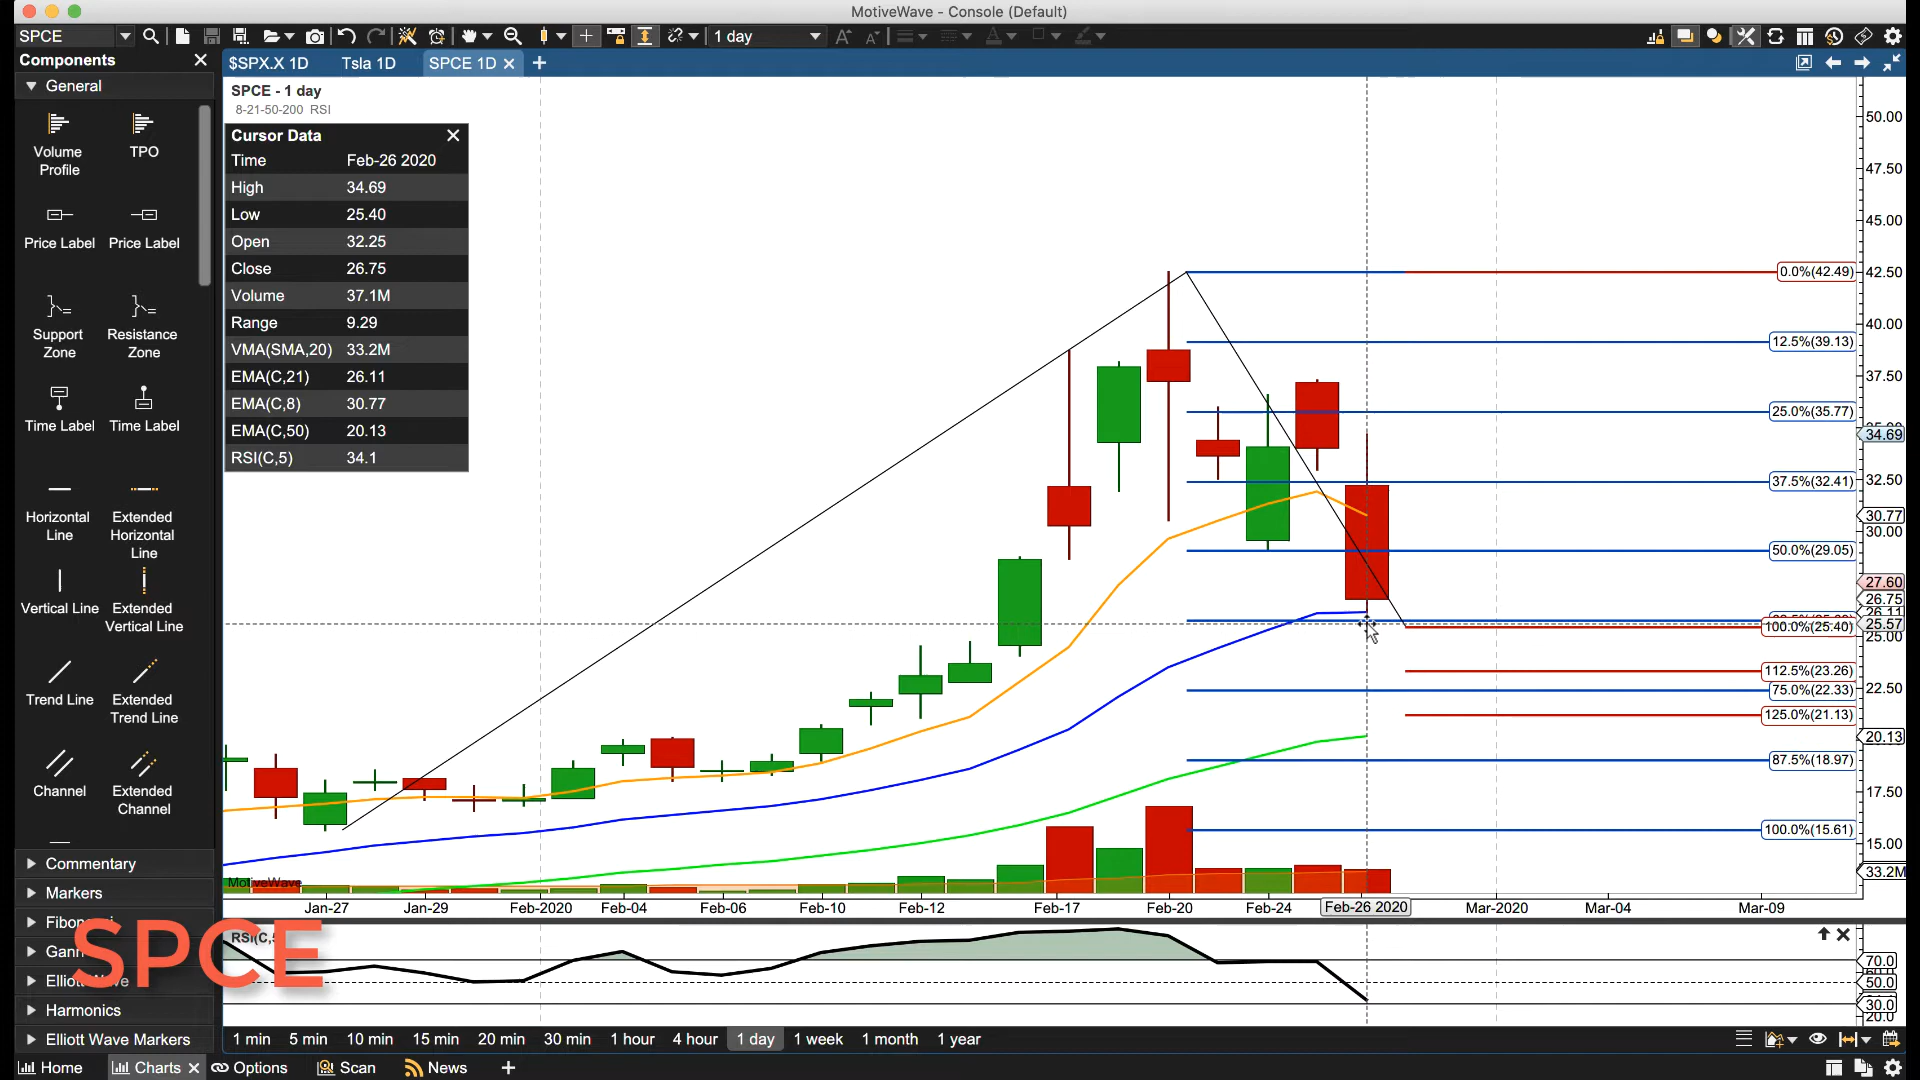 MotiveWave - Console (Default)
SPCE
1 day
Components
$SPX.X 1D
Tsla 1D
SPCE 1D
General
SPCE - 1 day
8-21-50-200 RSI
Volume Profile
TPO
Price Label
Price Label
Support Zone
Resistance Zone
Time Label
Time Label
Horizontal Line
Extended Horizontal Line
Vertical Line
Extended Vertical Line
Trend Line
Extended Trend Line
Channel
Extended Channel
Commentary
Markers
Harmonics
Elliott Wave Markers
SPCE
Cursor Data
Time Feb-26 2020
High 34.69
Low 25.40
Open 32.25
Close 26.75
Volume 37.1M
Range 9.29
VMA(SMA,20) 33.2M
EMA(C,21) 26.11
EMA(C,8) 30.77
EMA(C,50) 20.13
RSI(C,5) 34.1
0.0%(42.49)
12.5%(39.13)
25.0%(35.77)
37.5%(32.41)
50.0%(29.05)
100.0%(25.40)
112.5%(23.26)
75.0%(22.33)
125.0%(21.13)
87.5%(18.97)
100.0%(15.61)
50.00
47.50
45.00
42.50
40.00
37.50
34.69
32.50
30.77
30.00
27.60
26.75
26.11
25.57
25.00
22.50
20.13
17.50
15.00
33.2M
MotiveWave
Jan-27
Jan-29
Feb-2020
Feb-04
Feb-06
Feb-10
Feb-12
Feb-17
Feb-20
Feb-24
Feb-26 2020
Mar-2020
Mar-04
Mar-09
70.0
50.0
30.0
20.0
1 min
5 min
10 min
15 min
20 min
30 min
1 hour
4 hour
1 day
1 week
1 month
1 year
Home
Charts
Options
Scan
News